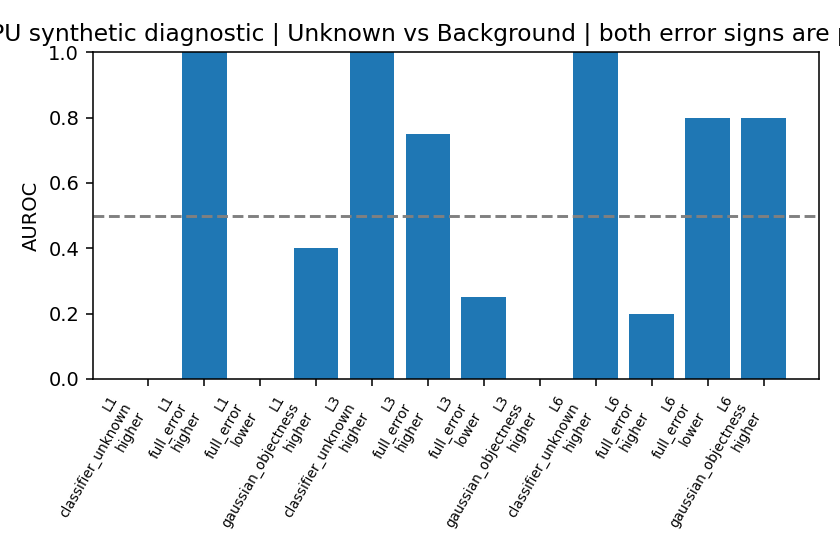 PU synthetic diagnostic | Unknown vs Background | both error signs are
AUROC
1.0
0.8
0.6
0.4
0.2
0.0
L1
classifier_unknown
higher
L1
full_error
higher
L1
full_error
lower
L1
gaussian_objectness
higher
L3
classifier_unknown
higher
L3
full_error
higher
L3
full_error
lower
L3
gaussian_objectness
higher
L6
classifier_unknown
higher
L6
full_error
higher
L6
full_error
lower
L6
gaussian_objectness
higher